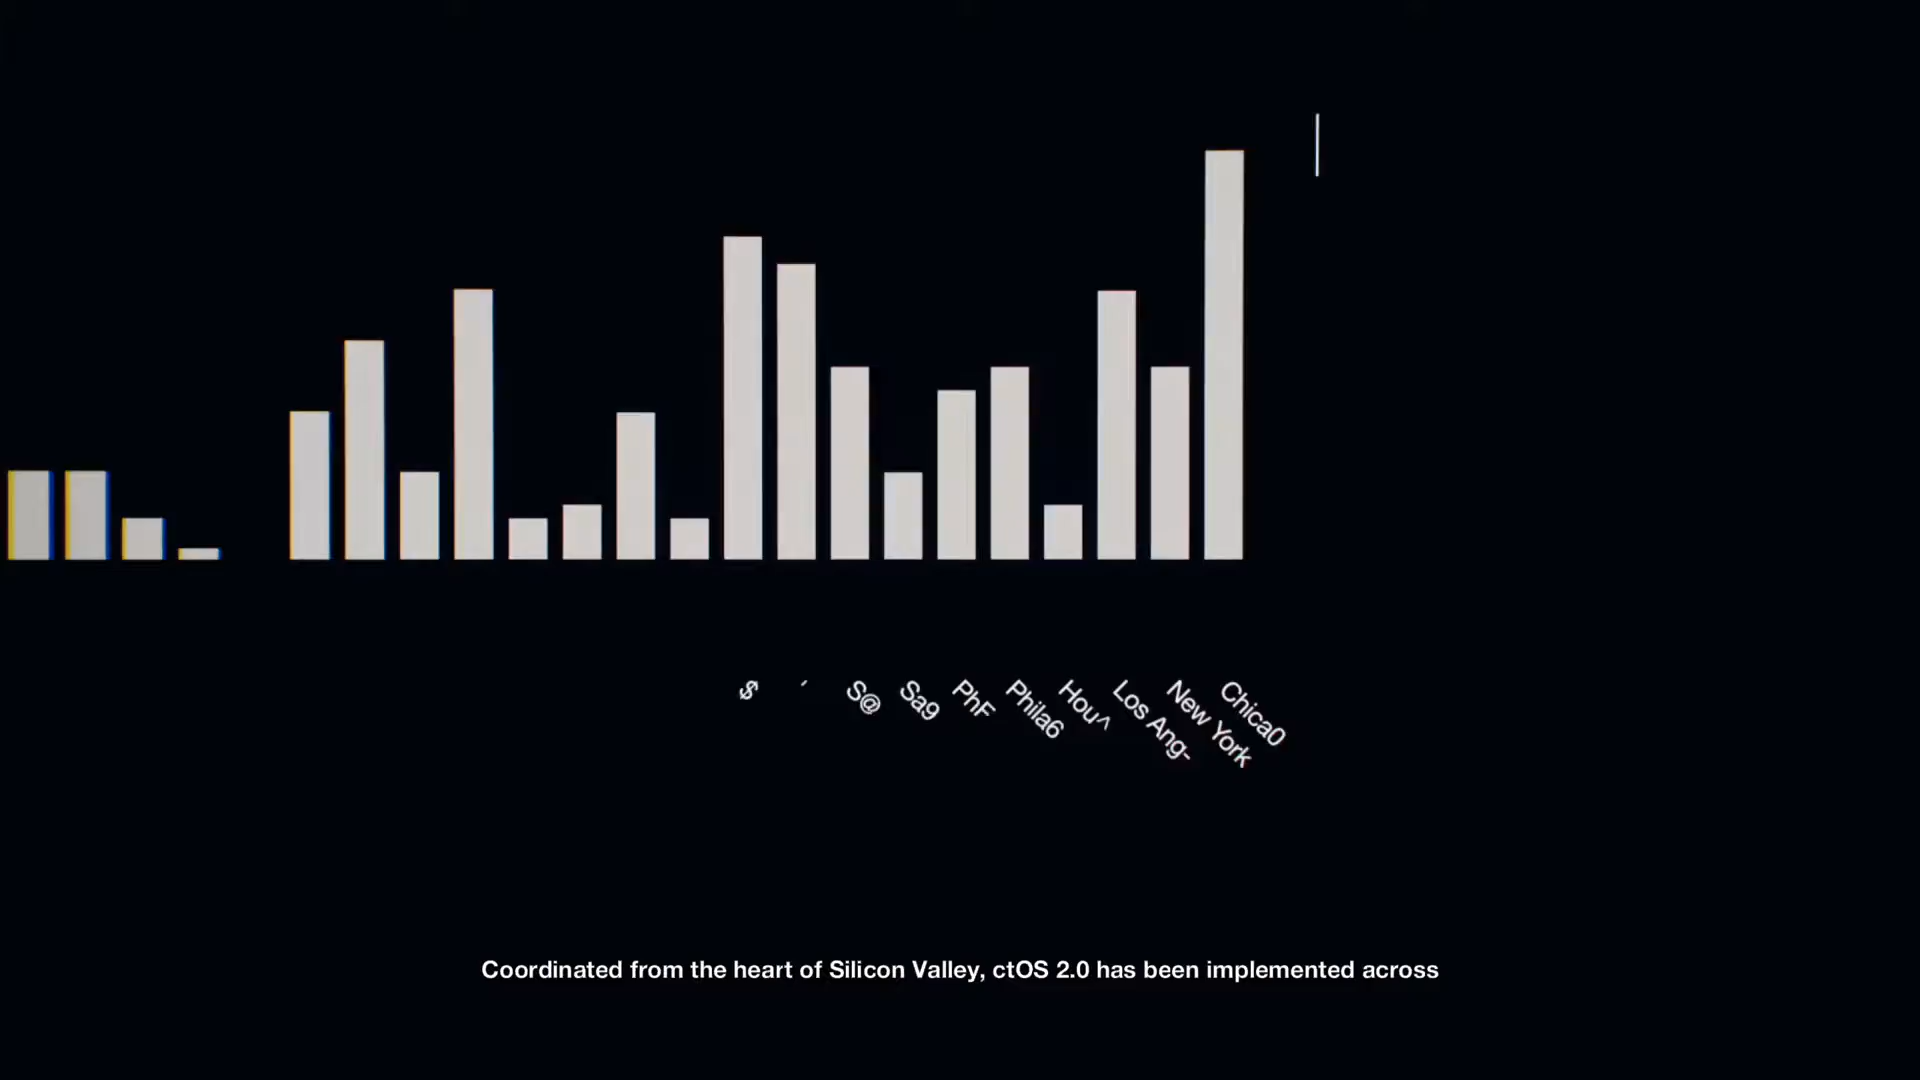 $
'
S@
Sa9
PhF
Phila6
Hou^
Los Ang-
New York
Chica0
Coordinated from the heart of Silicon Valley, ctOS 2.0 has been implemented across